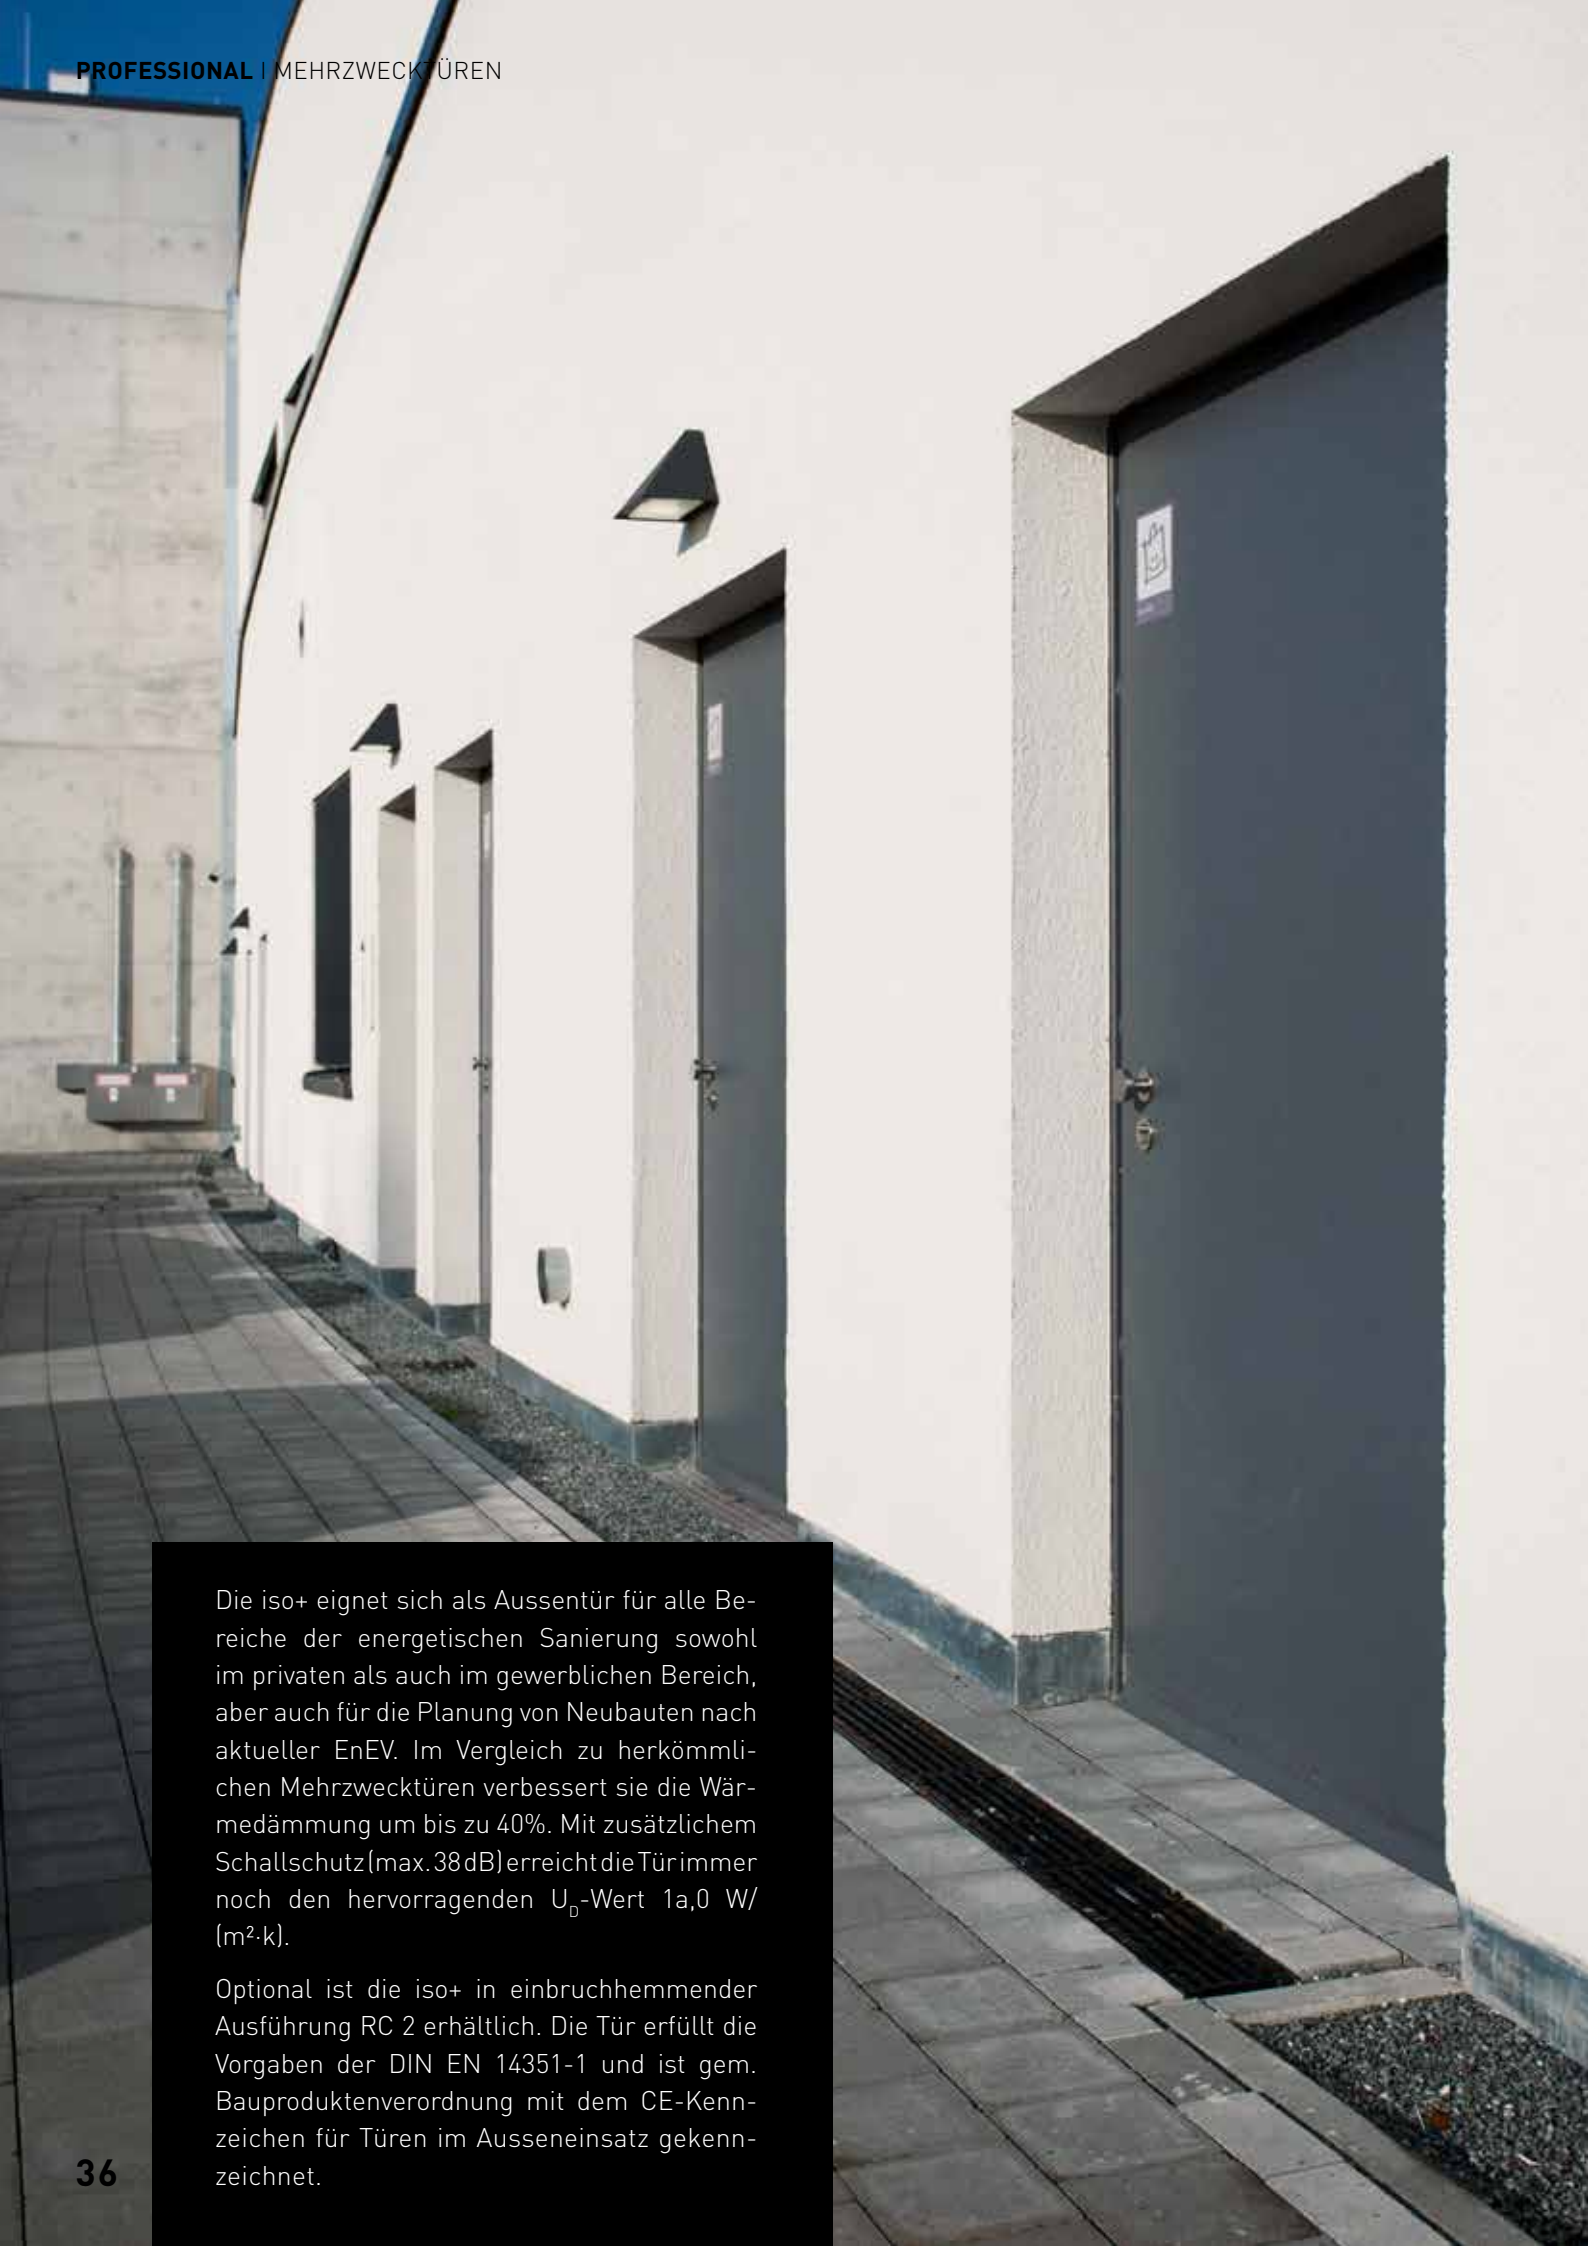 PROFESSIONAL | MEHRZWECKTÜREN
Die iso+ eignet sich als Aussentür für alle Be-
reiche der energetischen Sanierung sowohl
im privaten als auch im gewerblichen Bereich,
aber auch für die Planung von Neubauten nach
aktueller EnEV. Im Vergleich zu herkömmli-
chen Mehrzwecktüren verbessert sie die Wär-
medämmung um bis zu 40%. Mit zusätzlichem
Schallschutz (max. 38 dB) erreicht die Tür immer
noch den hervorragenden U_D-Wert 1a,0 W/
(m²·k).
Optional ist die iso+ in einbruchhemmender
Ausführung RC 2 erhältlich. Die Tür erfüllt die
Vorgaben der DIN EN 14351-1 und ist gem.
Bauproduktenverordnung mit dem CE-Kenn-
zeichen für Türen im Ausseneinsatz gekenn-
zeichnet.
36